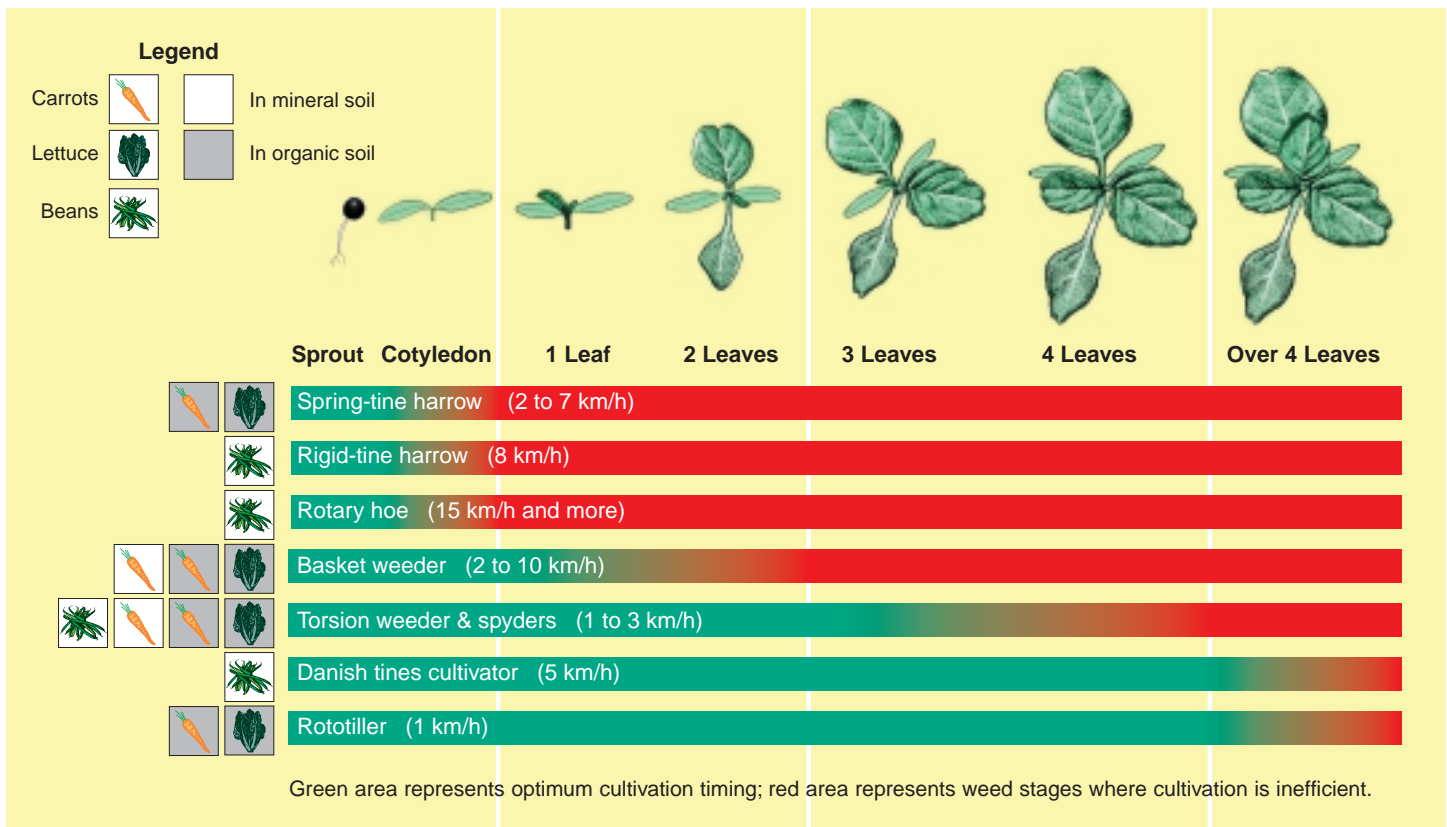 Legend
Carrots In mineral soil
Lettuce In organic soil
Beans
Sprout Cotyledon 1 Leaf 2 Leaves 3 Leaves 4 Leaves Over 4 Leaves
Spring-tine harrow (2 to 7 km/h)
Rigid-tine harrow (8 km/h)
Rotary hoe (15 km/h and more)
Basket weeder (2 to 10 km/h)
Torsion weeder & spyders (1 to 3 km/h)
Danish tines cultivator (5 km/h)
Rototiller (1 km/h)
Green area represents optimum cultivation timing; red area represents weed stages where cultivation is inefficient.